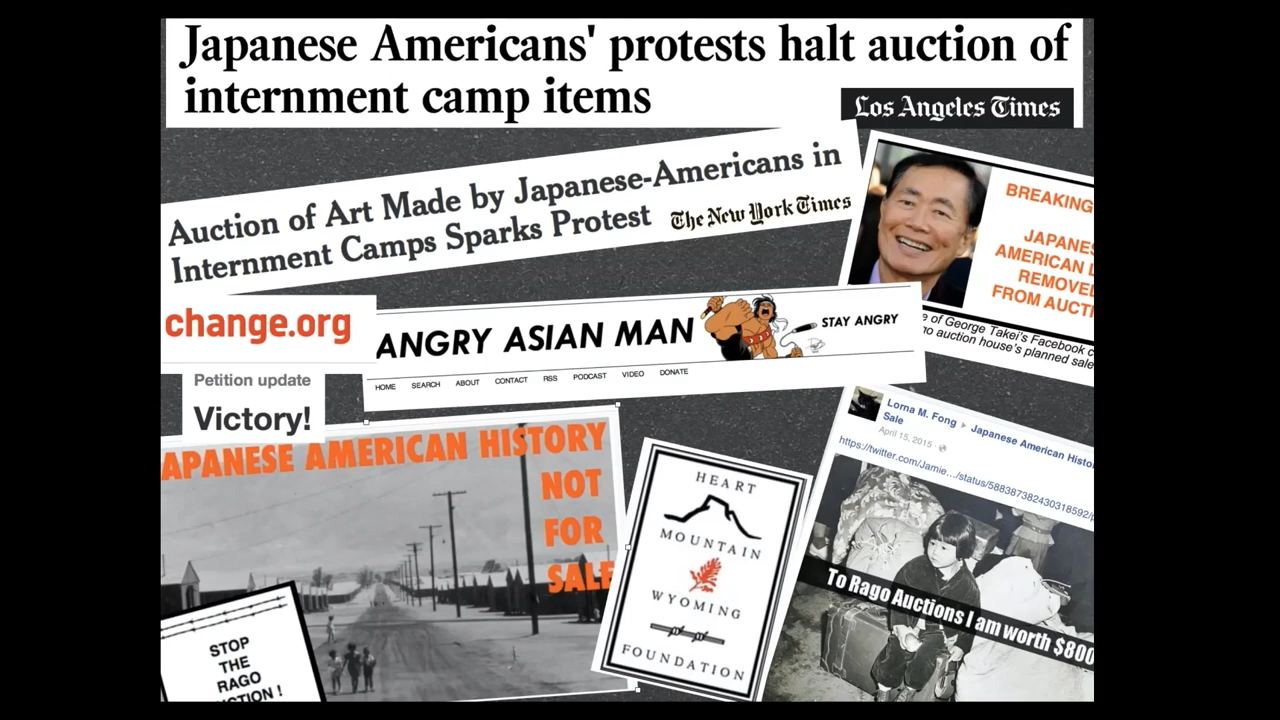 Japanese Americans' protests halt auction of
internment camp items
Los Angeles Times
Auction of Art Made by Japanese-Americans in
Internment Camps Sparks Protest
The New York Times
BREAKING
JAPANES
AMERICAN
REMOVE
FROM AUCTI
e of George Takei's Facebook c
no auction house's planned sale
change.org
Petition update
Victory!
ANGRY ASIAN MAN
STAY ANGRY
HOME SEARCH ABOUT CONTACT RSS PODCAST VIDEO DONATE
APANESE AMERICAN HISTORY
NOT
FOR
SALE
STOP
THE
RAGO
CTION !
HEART
MOUNTAIN
WYOMING
FOUNDATION
Lorna M. Fong ▸ Japanese American Histo
Sale
April 15, 2015
https://twitter.com/Jamie…/status/588387382430318592/p
To Rago Auctions I am worth $800